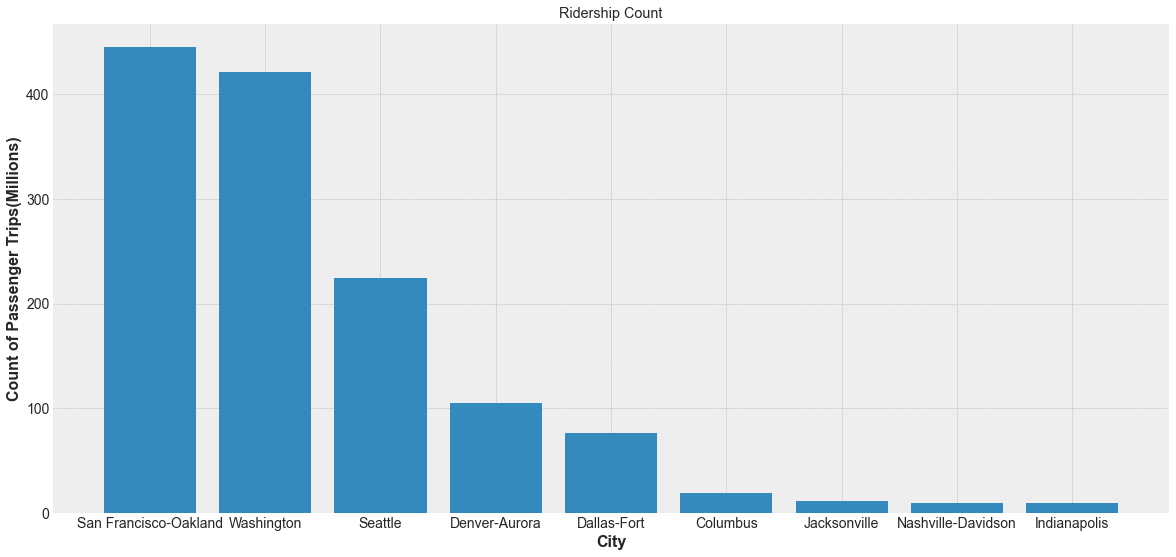 Ridership Count
Count of Passenger Trips(Millions)
400
300
200
100
0
San Francisco-Oakland Washington Seattle Denver-Aurora Dallas-Fort Columbus Jacksonville Nashville-Davidson Indianapolis
City